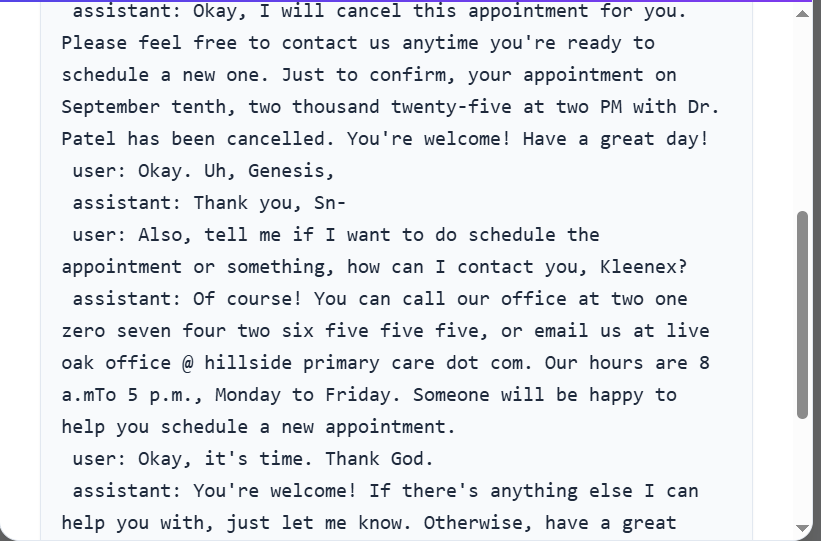 assistant: Okay, I will cancel this appointment for you.
Please feel free to contact us anytime you're ready to
schedule a new one. Just to confirm, your appointment on
September tenth, two thousand twenty-five at two PM with Dr.
Patel has been cancelled. You're welcome! Have a great day!
user: Okay. Uh, Genesis,
assistant: Thank you, Sn-
user: Also, tell me if I want to do schedule the
appointment or something, how can I contact you, Kleenex?
assistant: Of course! You can call our office at two one
zero seven four two six five five five, or email us at live
oak office @ hillside primary care dot com. Our hours are 8
a.mTo 5 p.m., Monday to Friday. Someone will be happy to
help you schedule a new appointment.
user: Okay, it's time. Thank God.
assistant: You're welcome! If there's anything else I can
help you with, just let me know. Otherwise, have a great